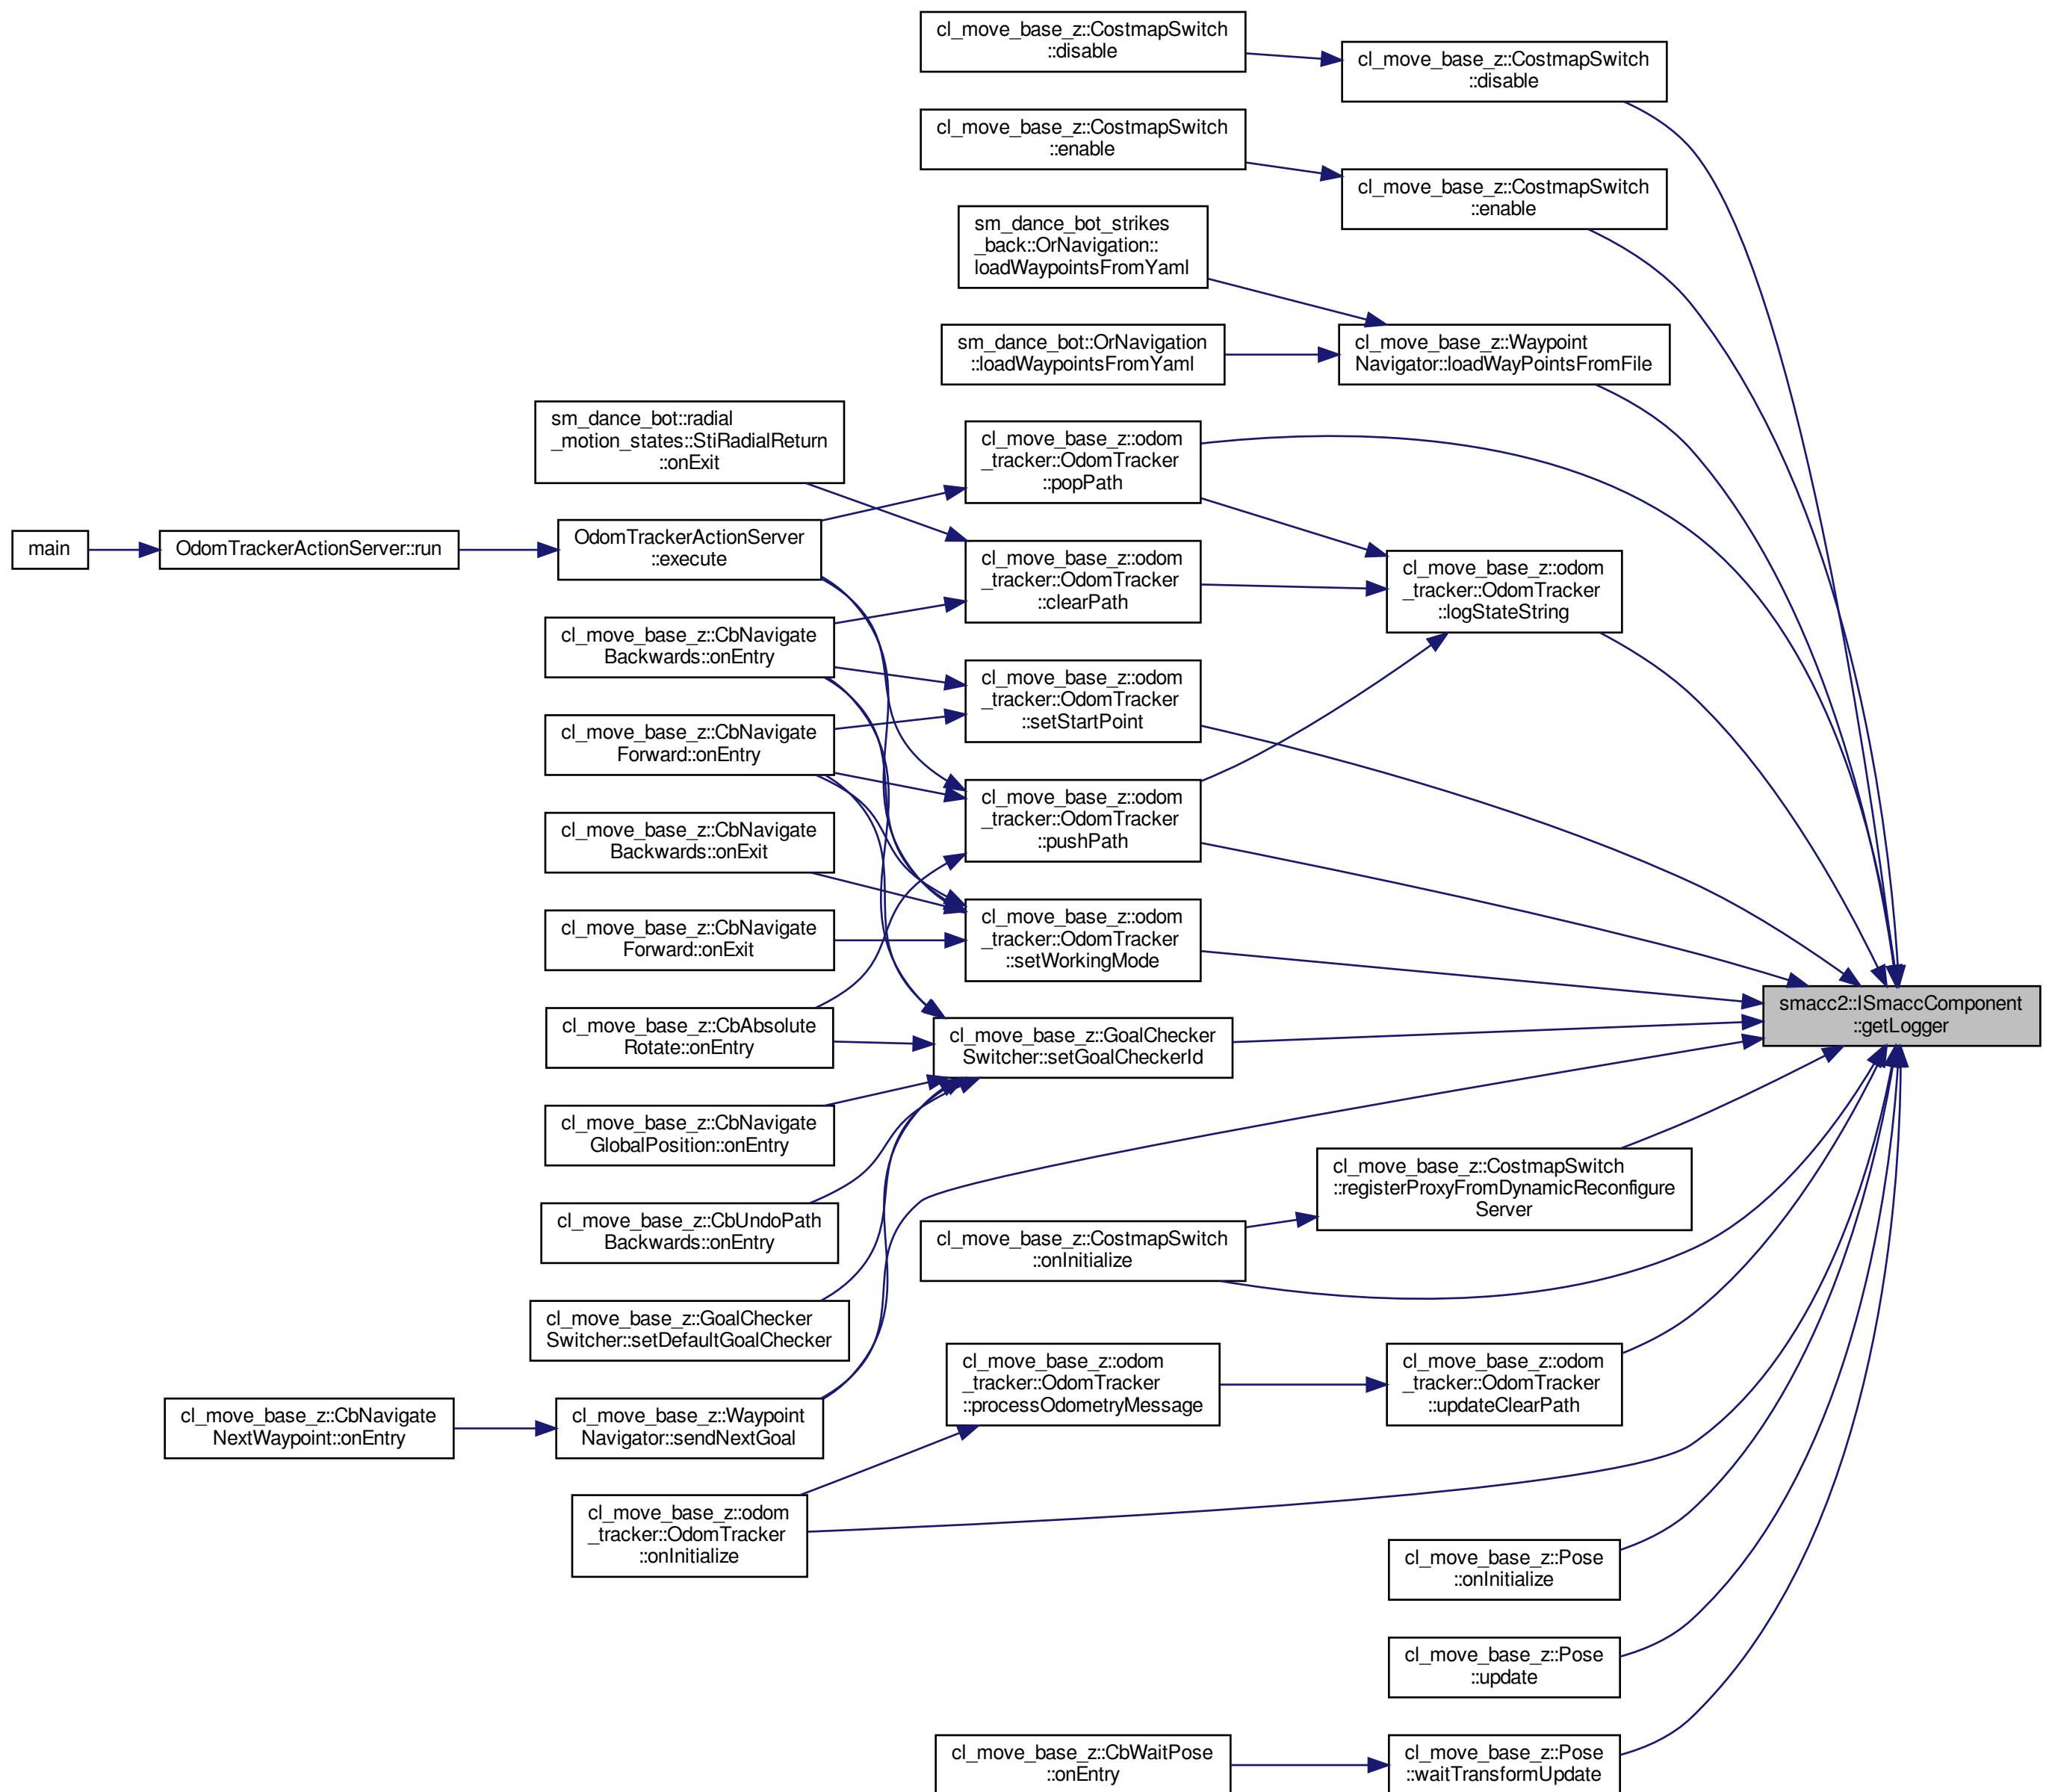 cl_move_base_z::CostmapSwitch
::disable
cl_move_base_z::CostmapSwitch
::disable
cl_move_base_z::CostmapSwitch
::enable
cl_move_base_z::CostmapSwitch
::enable
sm_dance_bot_strikes
_back::OrNavigation::
loadWaypointsFromYaml
sm_dance_bot::OrNavigation
::loadWaypointsFromYaml
cl_move_base_z::Waypoint
Navigator::loadWayPointsFromFile
sm_dance_bot::radial
_motion_states::StiRadialReturn
::onExit
cl_move_base_z::odom
_tracker::OdomTracker
::popPath
main
OdomTrackerActionServer::run
OdomTrackerActionServer
::execute
cl_move_base_z::odom
_tracker::OdomTracker
::clearPath
cl_move_base_z::odom
_tracker::OdomTracker
::logStateString
cl_move_base_z::CbNavigate
Backwards::onEntry
cl_move_base_z::odom
_tracker::OdomTracker
::setStartPoint
cl_move_base_z::CbNavigate
Forward::onEntry
cl_move_base_z::odom
_tracker::OdomTracker
::pushPath
cl_move_base_z::CbNavigate
Backwards::onExit
cl_move_base_z::CbNavigate
Forward::onExit
cl_move_base_z::odom
_tracker::OdomTracker
::setWorkingMode
smacc2::ISmaccComponent
::getLogger
cl_move_base_z::CbAbsolute
Rotate::onEntry
cl_move_base_z::GoalChecker
Switcher::setGoalCheckerId
cl_move_base_z::CbNavigate
GlobalPosition::onEntry
cl_move_base_z::CostmapSwitch
::registerProxyFromDynamicReconfigure
Server
cl_move_base_z::CbUndoPath
Backwards::onEntry
cl_move_base_z::CostmapSwitch
::onInitialize
cl_move_base_z::GoalChecker
Switcher::setDefaultGoalChecker
cl_move_base_z::odom
_tracker::OdomTracker
::processOdometryMessage
cl_move_base_z::odom
_tracker::OdomTracker
::updateClearPath
cl_move_base_z::CbNavigate
NextWaypoint::onEntry
cl_move_base_z::Waypoint
Navigator::sendNextGoal
cl_move_base_z::odom
_tracker::OdomTracker
::onInitialize
cl_move_base_z::Pose
::onInitialize
cl_move_base_z::Pose
::update
cl_move_base_z::CbWaitPose
::onEntry
cl_move_base_z::Pose
::waitTransformUpdate